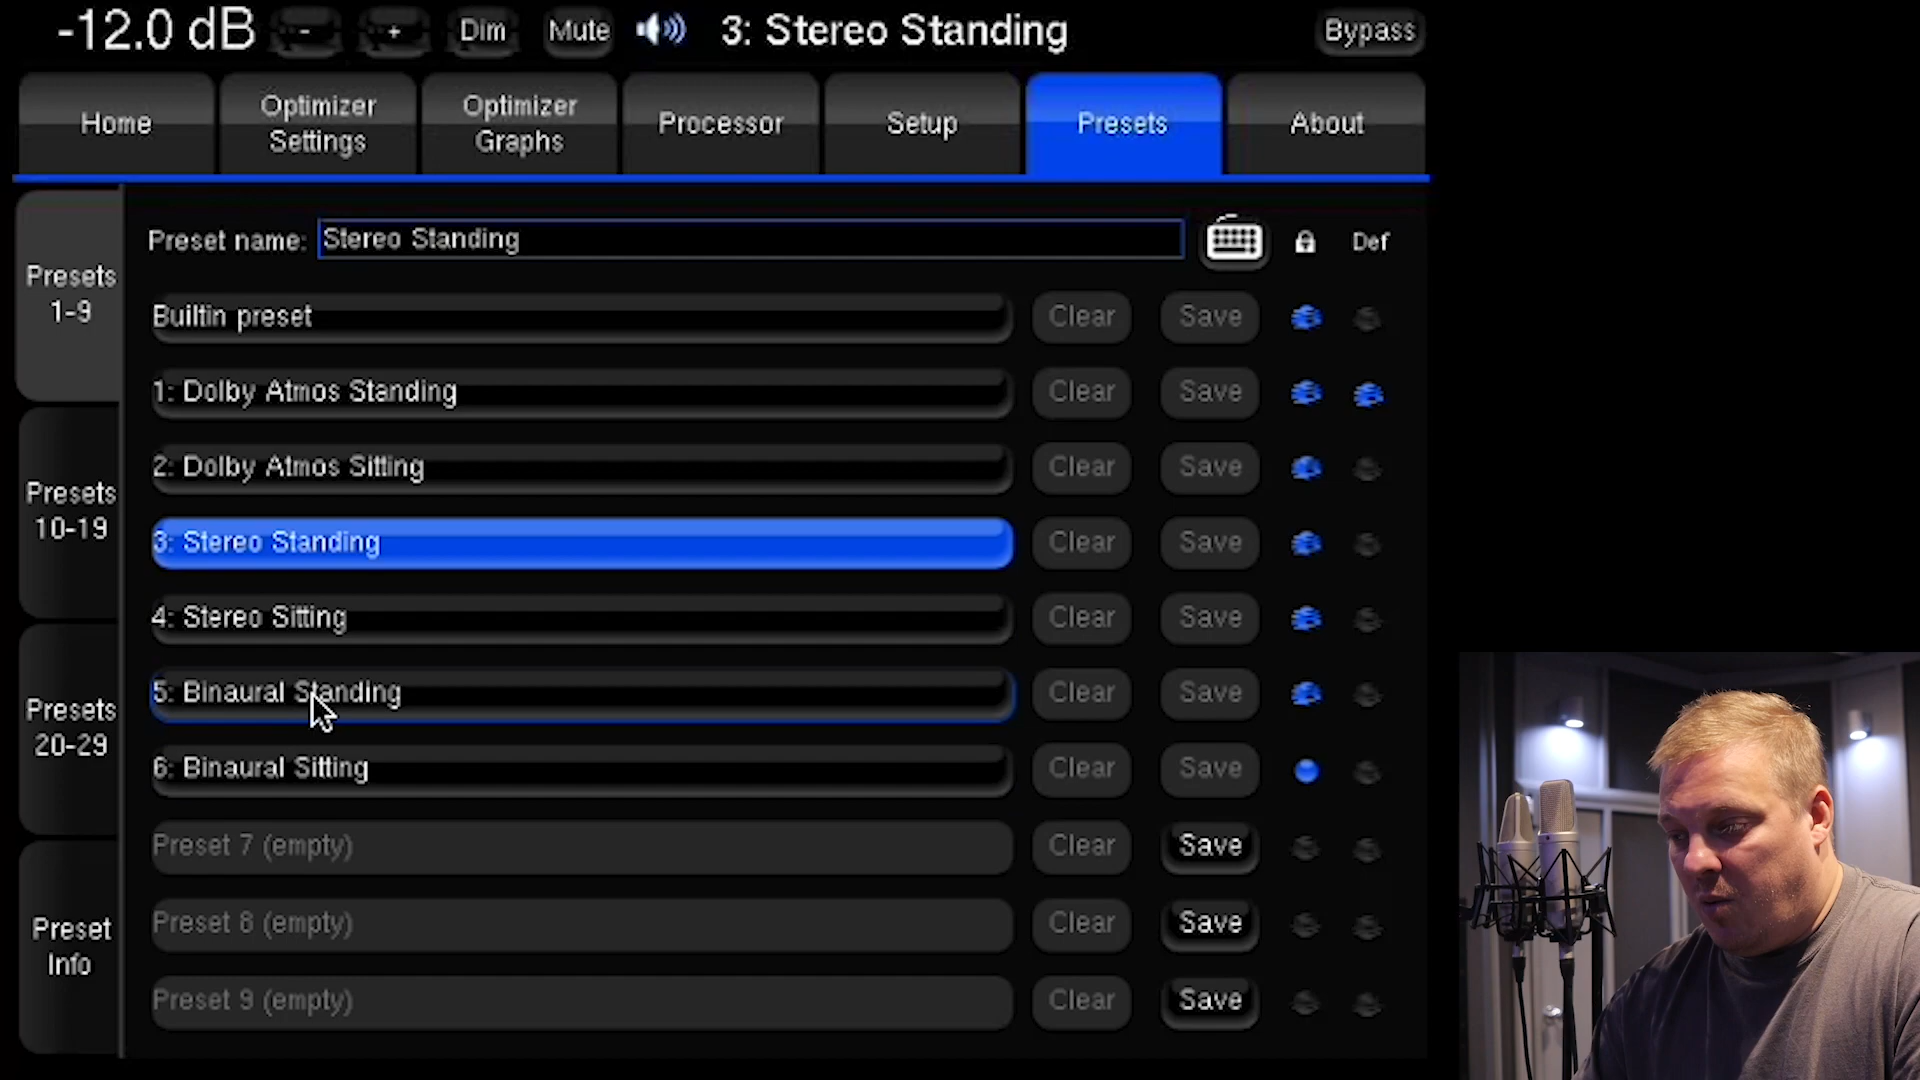 -12.0 dB - + Dim Mute 3: Stereo Standing Bypass
Home Optimizer Settings Optimizer Graphs Processor Setup Presets About
Preset name: Stereo Standing Def
Presets 1-9
Builtin preset Clear Save
1: Dolby Atmos Standing Clear Save
2: Dolby Atmos Sitting Clear Save
Presets 10-19
3: Stereo Standing Clear Save
4: Stereo Sitting Clear Save
Presets 20-29
5: Binaural Standing Clear Save
6: Binaural Sitting Clear Save
Preset 7 (empty) Clear Save
Preset Info
Preset 8 (empty) Clear Save
Preset 9 (empty) Clear Save